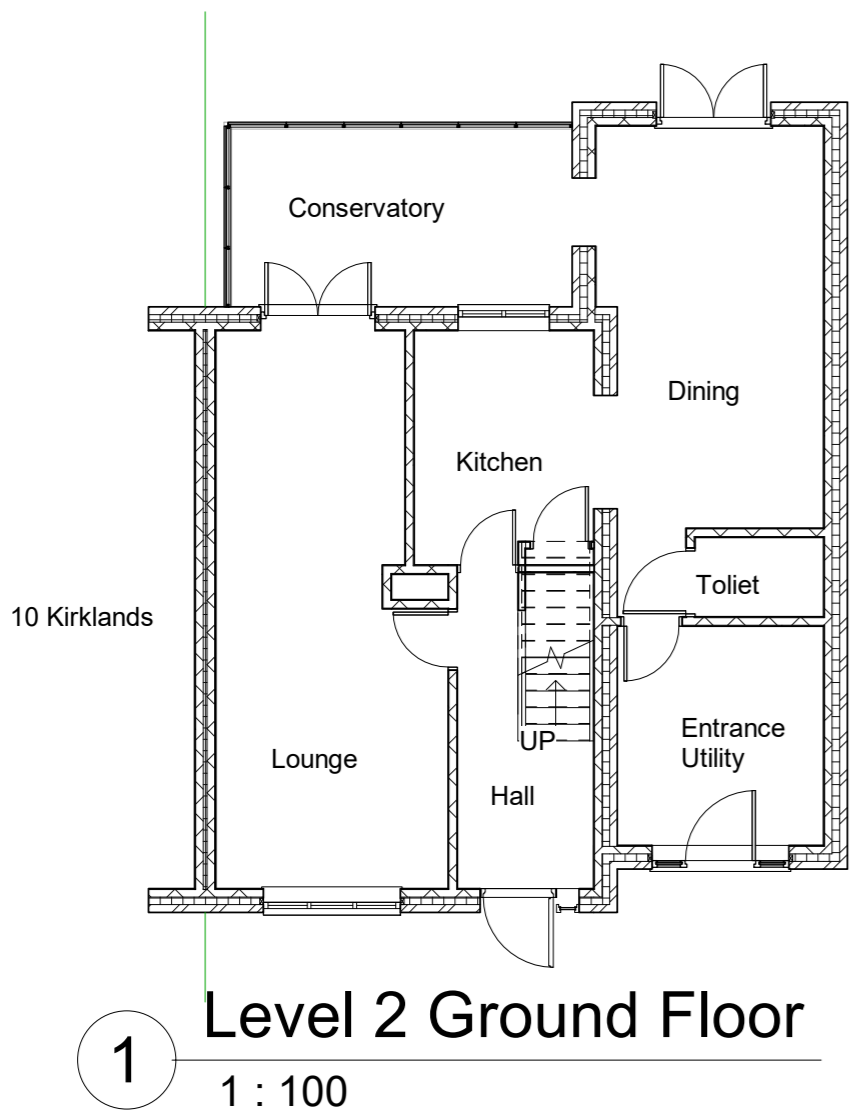 Conservatory
Dining
Kitchen
Toliet
10 Kirklands
Entrance
Utility
UP
Lounge
Hall
Level 2 Ground Floor
1
1 : 100